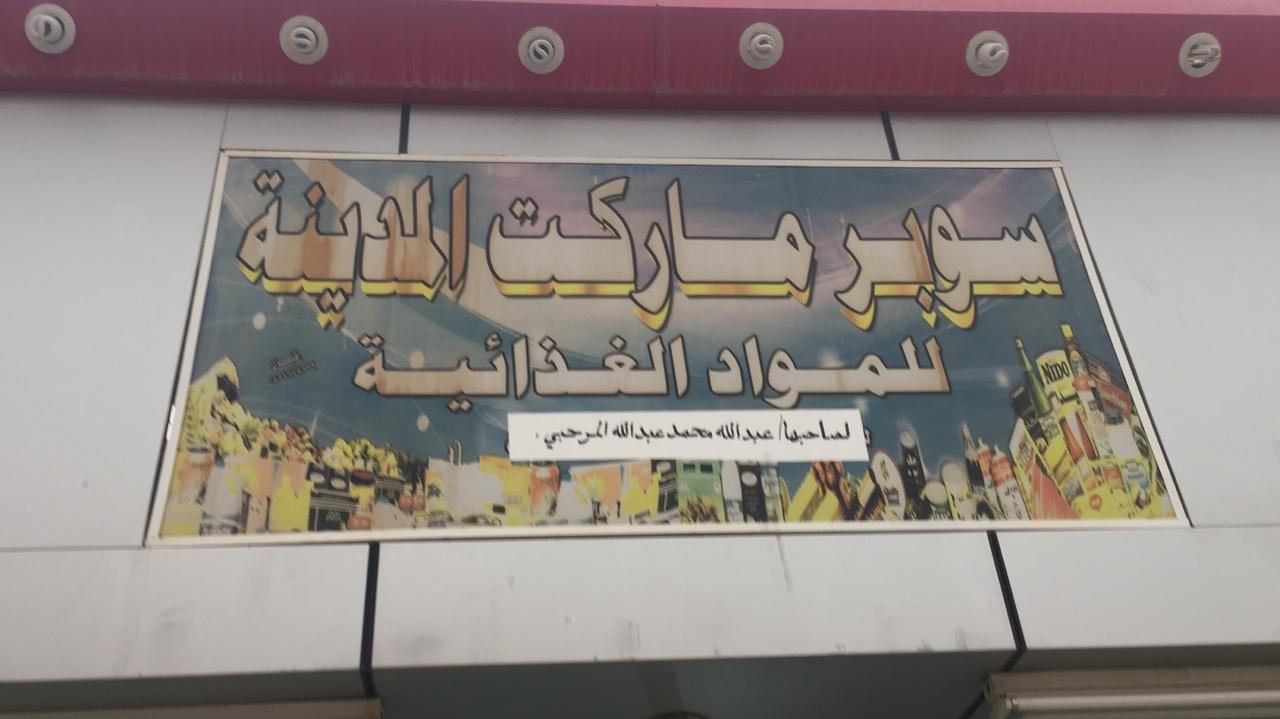 سوبر ماركت المدينة
للمواد الغذائية
لصاحبها/ عبدالله محمد عبدالله المرحبي.
NIDO